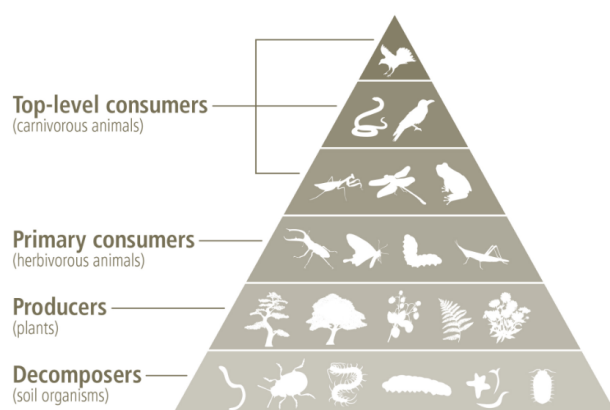 Top-level consumers
(carnivorous animals)
Primary consumers
(herbivorous animals)
Producers
(plants)
Decomposers
(soil organisms)